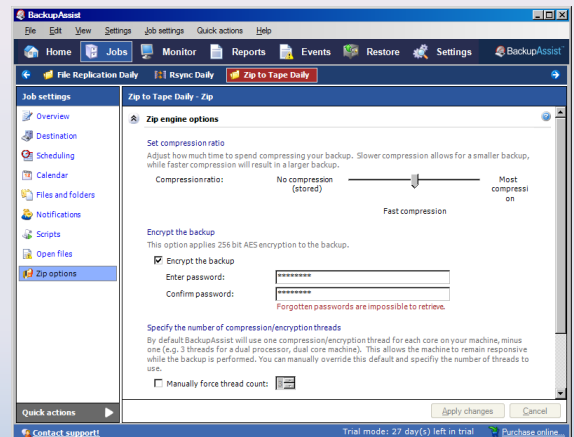 BackupAssist
File Edit View Settings Job settings Quick actions Help
Home Jobs Monitor Reports Events Restore Settings BackupAssist
File Replication Daily Rsync Daily Zip to Tape Daily
Job settings
Overview
Destination
Scheduling
Calendar
Files and folders
Notifications
Scripts
Open files
Zip options
Quick actions
Zip to Tape Daily - Zip
Zip engine options
Set compression ratio
Adjust how much time to spend compressing your backup. Slower compression allows for a smaller backup,
while faster compression will result in a larger backup.
Compression ratio: No compression Most
(stored) compressi
on
Fast compression
Encrypt the backup
This option applies 256 bit AES encryption to the backup.
Encrypt the backup
Enter password: ********
Confirm password: ********
Forgotten passwords are impossible to retrieve.
Specify the number of compression/encryption threads
By default BackupAssist will use one compression/encryption thread for each core on your machine, minus
one (e.g. 3 threads for a dual processor, dual core machine). This allows the machine to remain responsive
while the backup is performed. You can manually override this default and specify the number of threads to
use.
Manually force thread count:
Apply changes Cancel
Contact support! Trial mode: 27 day(s) left in trial Purchase online...